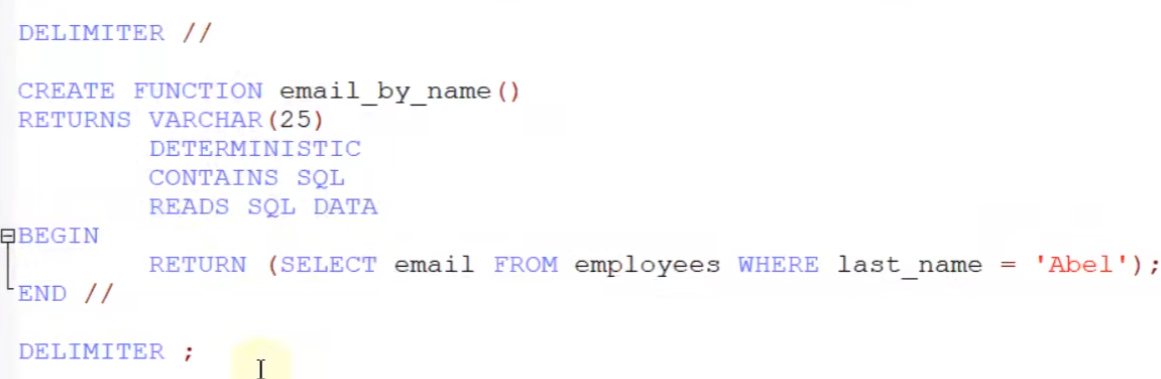 DELIMITER //
CREATE FUNCTION email_by_name()
RETURNS VARCHAR(25)
DETERMINISTIC
CONTAINS SQL
READS SQL DATA
BEGIN
RETURN (SELECT email FROM employees WHERE last_name = 'Abel');
END //
DELIMITER ;